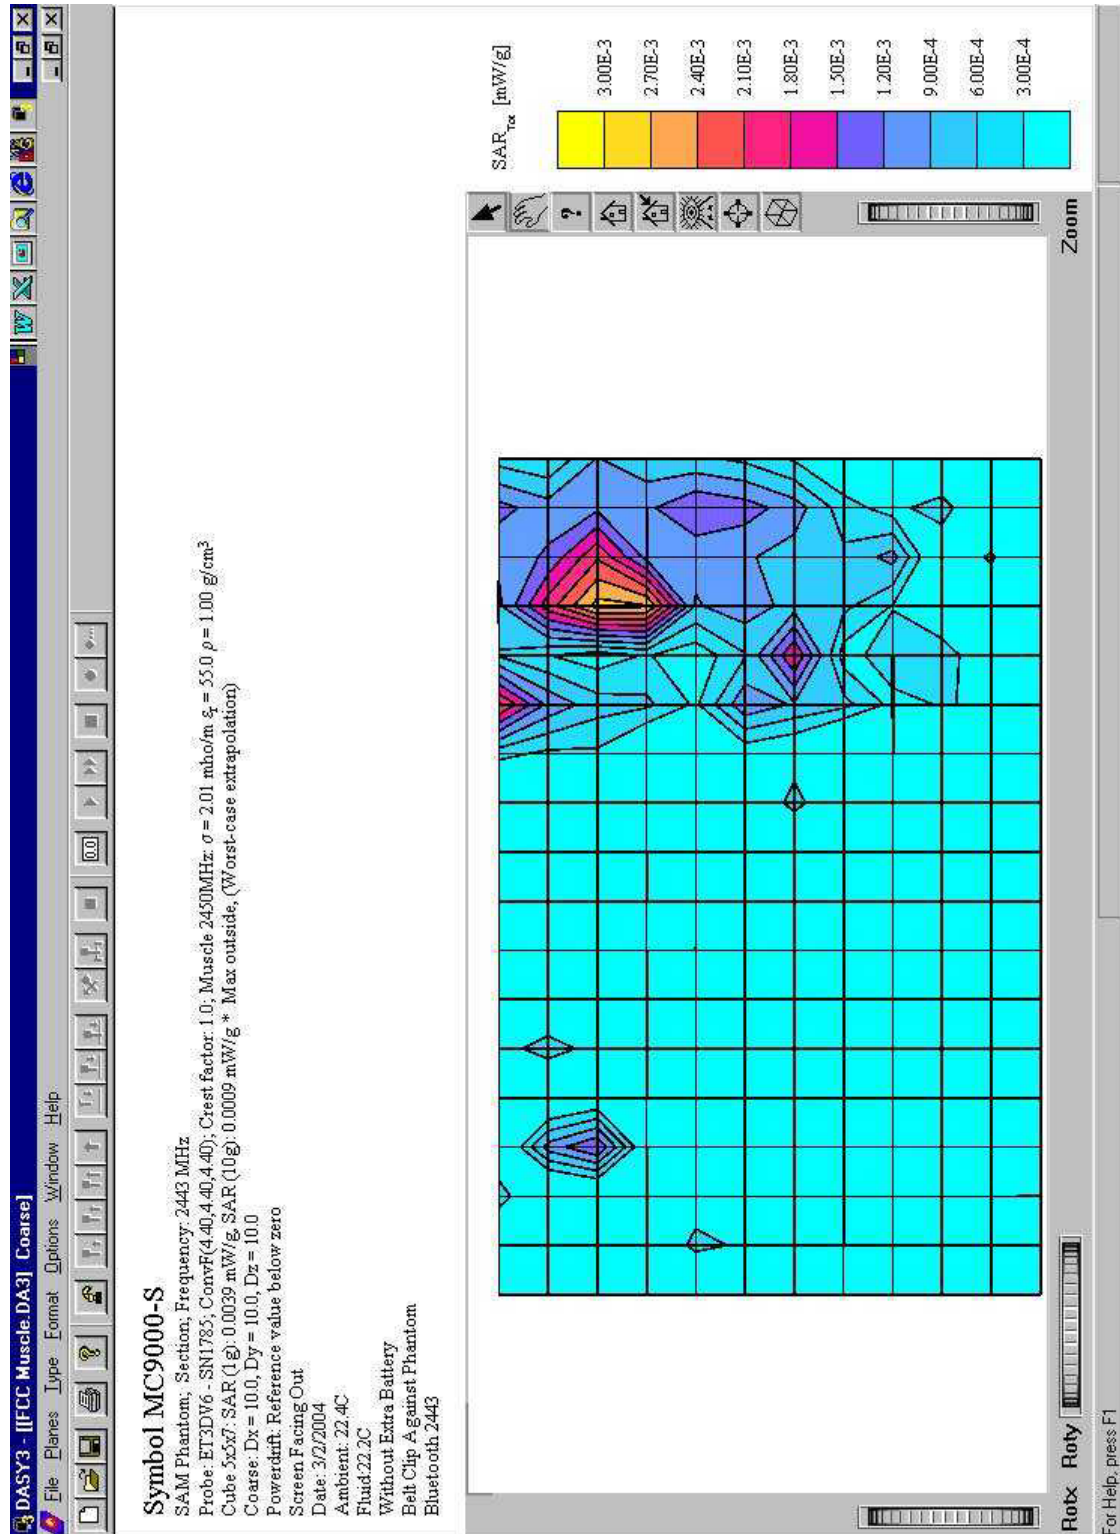 DASY3 - [[FCC Muscle.DA3] Coarse]
File Planes Type Format Options Window Help
Symbol MC9000-S
SAM Phantom; Section; Frequency: 2443 MHz
Probe: ET3DV6 - SN1785; ConvF(4.40,4.40,4.40); Crest factor: 1.0; Muscle 2450MHz: σ = 2.01 mho/m εr = 55.0 ρ = 1.00 g/cm³
Cube 5x5x7: SAR (1g): 0.0039 mW/g, SAR (10g): 0.0009 mW/g * Max outside, (Worst-case extrapolation)
Coarse: Dx = 10.0, Dy = 10.0, Dz = 10.0
Powerdrift: Reference value below zero
Screen Facing Out
Date: 3/2/2004
Ambient: 22.4C
Fluid:22.2C
Without Extra Battery
Belt Clip Against Phantom
Bluetooth 2443
SARTot [mW/g]
3.00E-3
2.70E-3
2.40E-3
2.10E-3
1.80E-3
1.50E-3
1.20E-3
9.00E-4
6.00E-4
3.00E-4
Rotx Roty Zoom
For Help, press F1